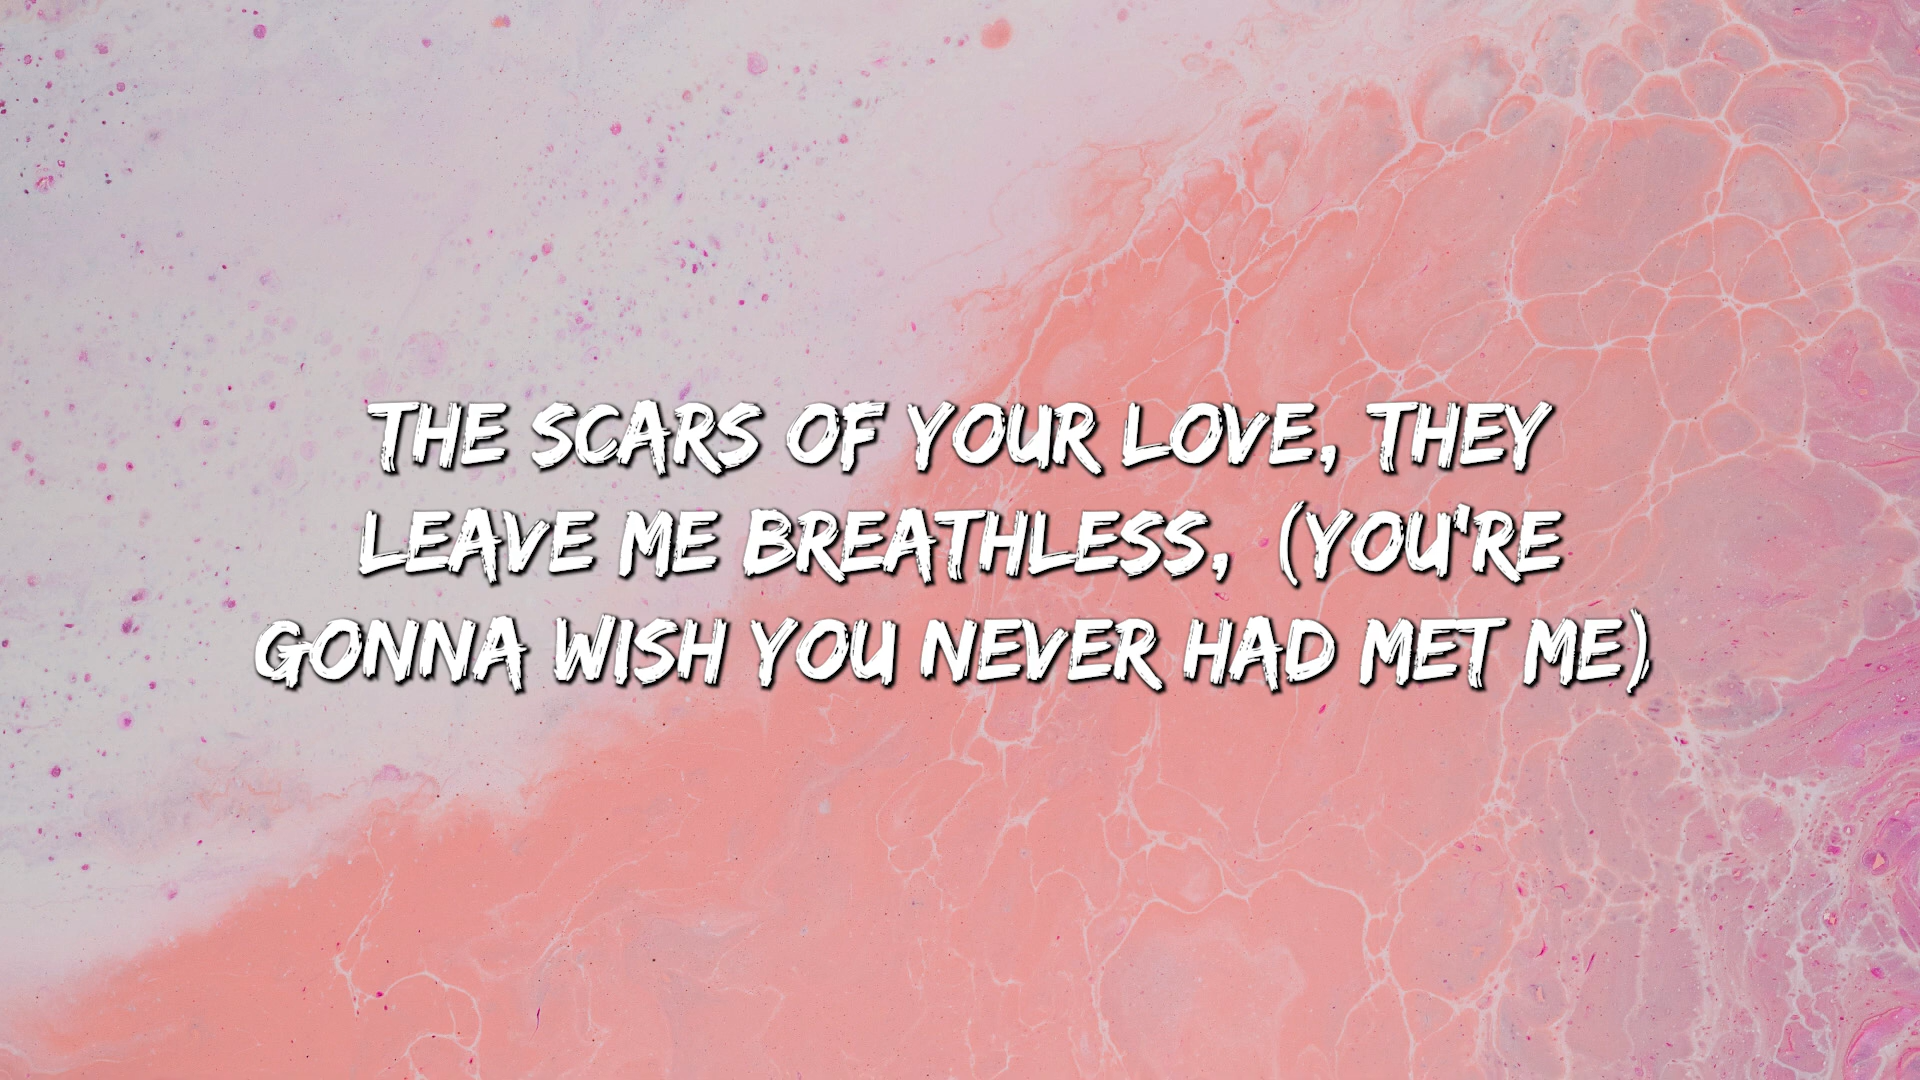 THE SCARS OF YOUR LOVE, THEY
LEAVE ME BREATHLESS, (YOU'RE
GONNA WISH YOU NEVER HAD MET ME)